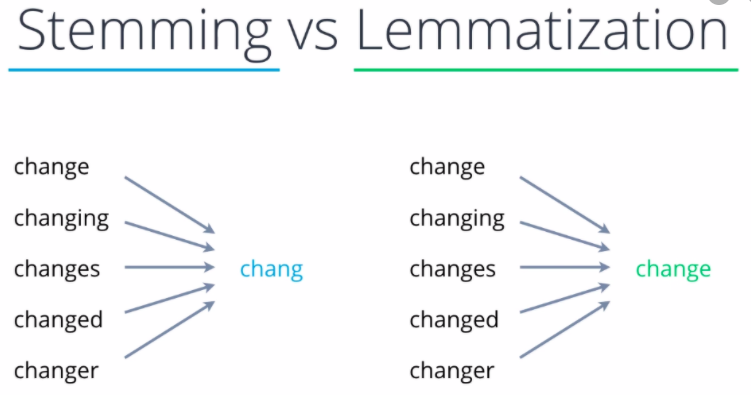 Stemming vs Lemmatization
change
changing
changes
changed
changer
chang
change
changing
changes
changed
changer
change